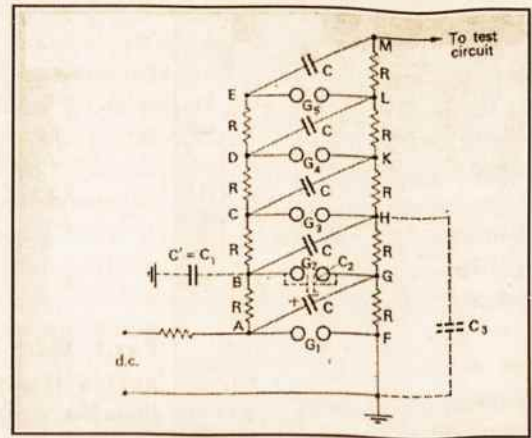 M
To test
circuit
C
R
E
G5
L
R
C
R
D
G4
K
R
C
R
C
G3
H
C' = C1
R
C
R
B
G2
C2
G
R
+
-
C
R
C3
A
G1
F
d.c.